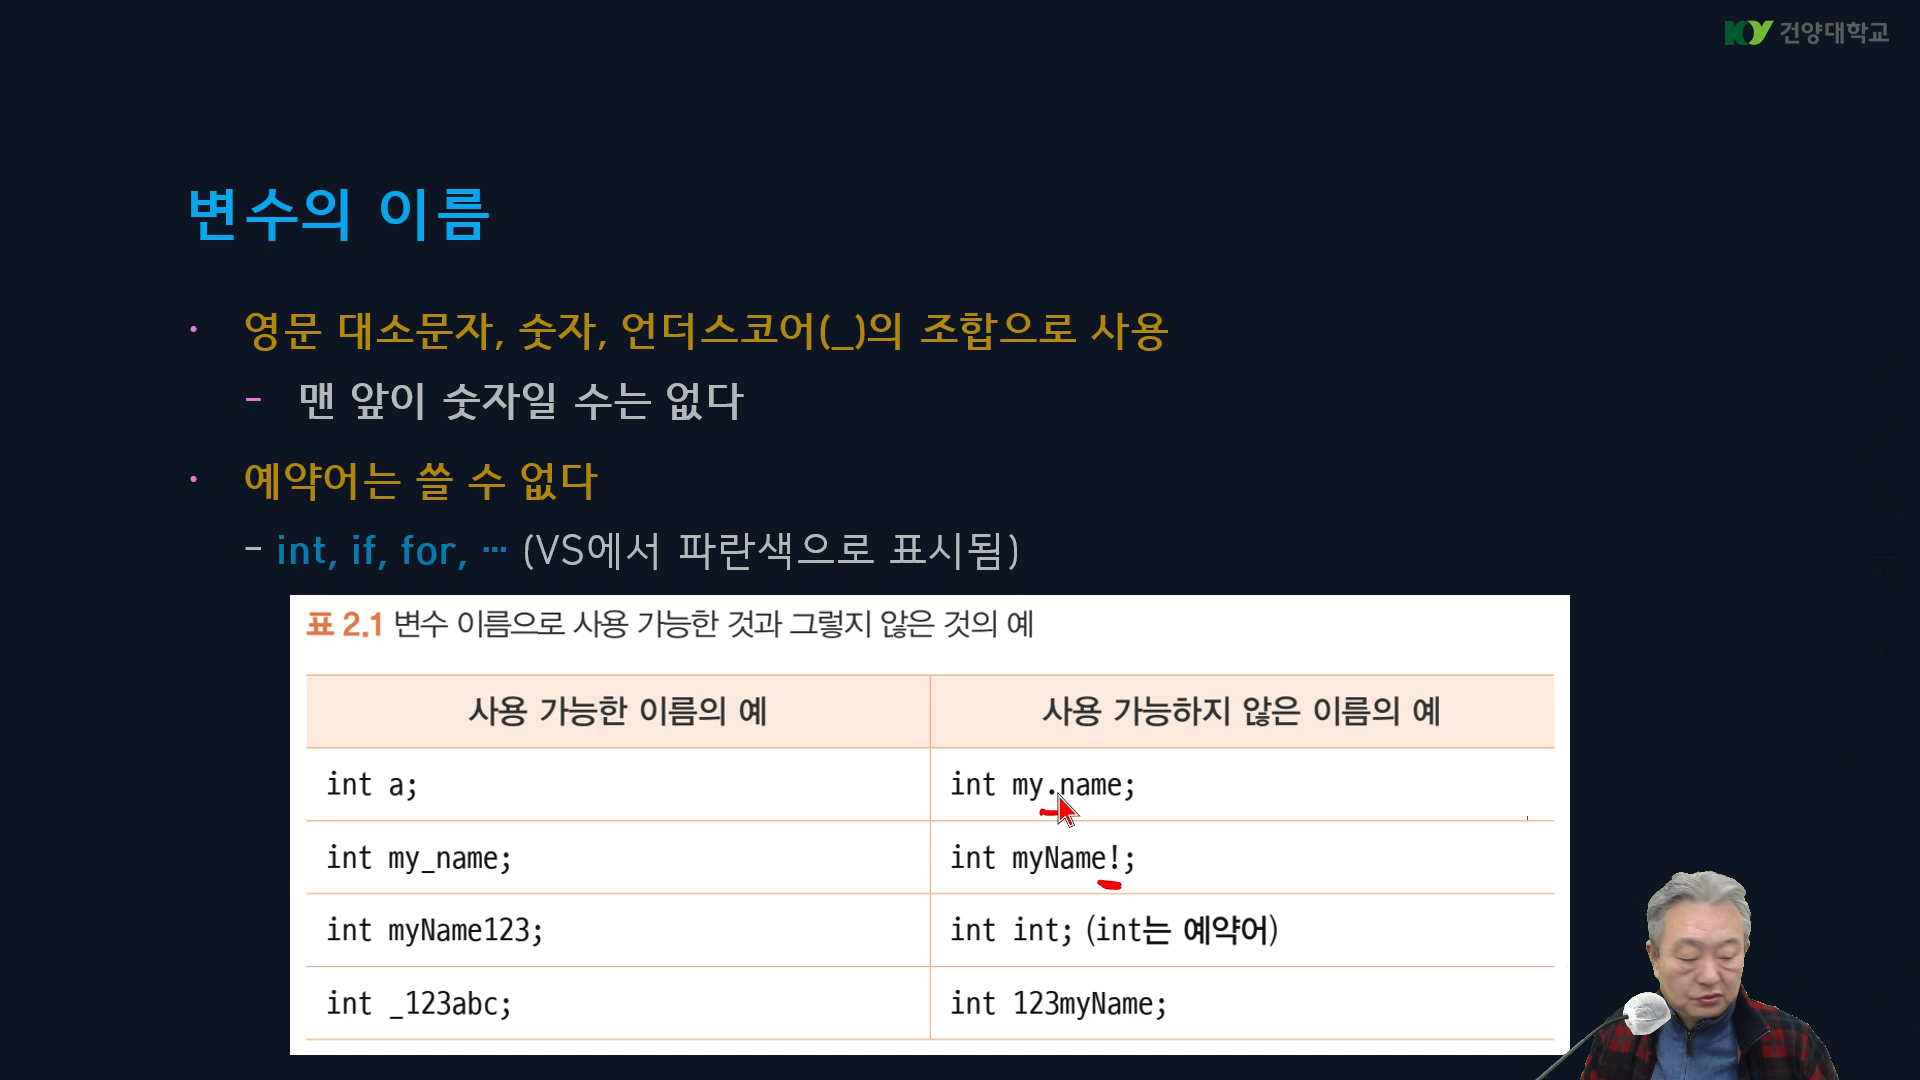 KY 건양대학교
변수의 이름
· 영문 대소문자, 숫자, 언더스코어(_)의 조합으로 사용
- 맨 앞이 숫자일 수는 없다
· 예약어는 쓸 수 없다
- int, if, for, … (VS에서 파란색으로 표시됨)
표 2.1 변수 이름으로 사용 가능한 것과 그렇지 않은 것의 예
사용 가능한 이름의 예 사용 가능하지 않은 이름의 예
int a; int my.name;
int my_name; int myName!;
int myName123; int int; (int는 예약어)
int _123abc; int 123myName;